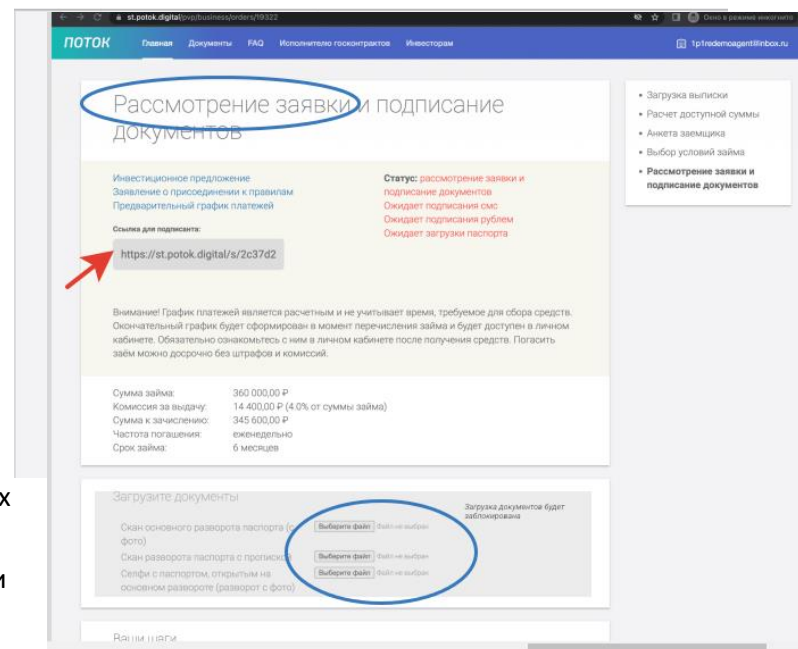 st.potok.digital/pvp/business/orders/19322
Окно в режиме инкогнито
ПОТОК
Главная
Документы
FAQ
Исполнителю госконтрактов
Инвесторам
1p1redemoagent@inbox.ru
Рассмотрение заявки и подписание
документов
Инвестиционное предложение
Заявление о присоединении к правилам
Предварительный график платежей
Ссылка для подписанта:
https://st.potok.digital/s/2c37d2
Статус: рассмотрение заявки и
подписание документов
Ожидает подписания смс
Ожидает подписания рублем
Ожидает загрузки паспорта
Внимание! График платежей является расчетным и не учитывает время, требуемое для сбора средств.
Окончательный график будет сформирован в момент перечисления займа и будет доступен в личном
кабинете. Обязательно ознакомьтесь с ним в личном кабинете после получения средств. Погасить
заём можно досрочно без штрафов и комиссий.
Сумма займа: 360 000,00 ₽
Комиссия за выдачу: 14 400,00 ₽ (4.0% от суммы займа)
Сумма к зачислению: 345 600,00 ₽
Частота погашения: еженедельно
Срок займа: 6 месяцев
х
и
Загрузите документы
Загрузка документов будет
заблокирована
Скан основного разворота паспорта (с
фото)
Выберите файл Файл не выбран
Скан разворота паспорта с пропиской
Выберите файл Файл не выбран
Селфи с паспортом, открытым на
основном развороте (разворот с фото)
Выберите файл Файл не выбран
Ваши шаги
• Загрузка выписки
• Расчет доступной суммы
• Анкета заемщика
• Выбор условий займа
• Рассмотрение заявки и
подписание документов